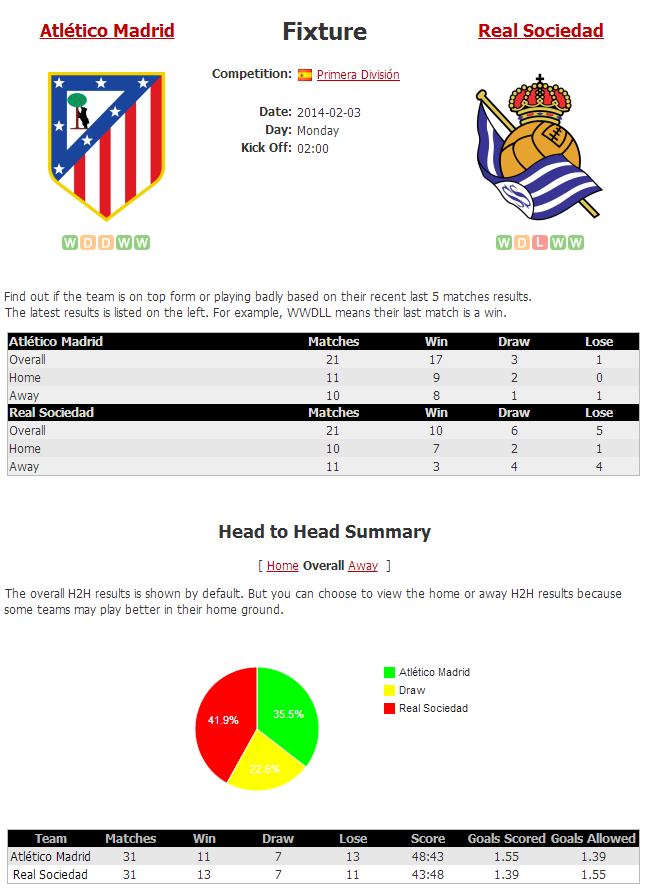 Atlético Madrid
Fixture
Real Sociedad
Competition: Primera División
Date: 2014-02-03
Day: Monday
Kick Off: 02:00
W D D W W
W D L W W
Find out if the team is on top form or playing badly based on their recent last 5 matches results.
The latest results is listed on the left. For example, WWDLL means their last match is a win.
Atlético Madrid Matches Win Draw Lose
Overall 21 17 3 1
Home 11 9 2 0
Away 10 8 1 1
Real Sociedad Matches Win Draw Lose
Overall 21 10 6 5
Home 10 7 2 1
Away 11 3 4 4
Head to Head Summary
[ Home Overall Away ]
The overall H2H results is shown by default. But you can choose to view the home or away H2H results because
some teams may play better in their home ground.
Atlético Madrid
Draw
Real Sociedad
41.9%
35.5%
22.6%
Team Matches Win Draw Lose Score Goals Scored Goals Allowed
Atlético Madrid 31 11 7 13 48:43 1.55 1.39
Real Sociedad 31 13 7 11 43:48 1.39 1.55